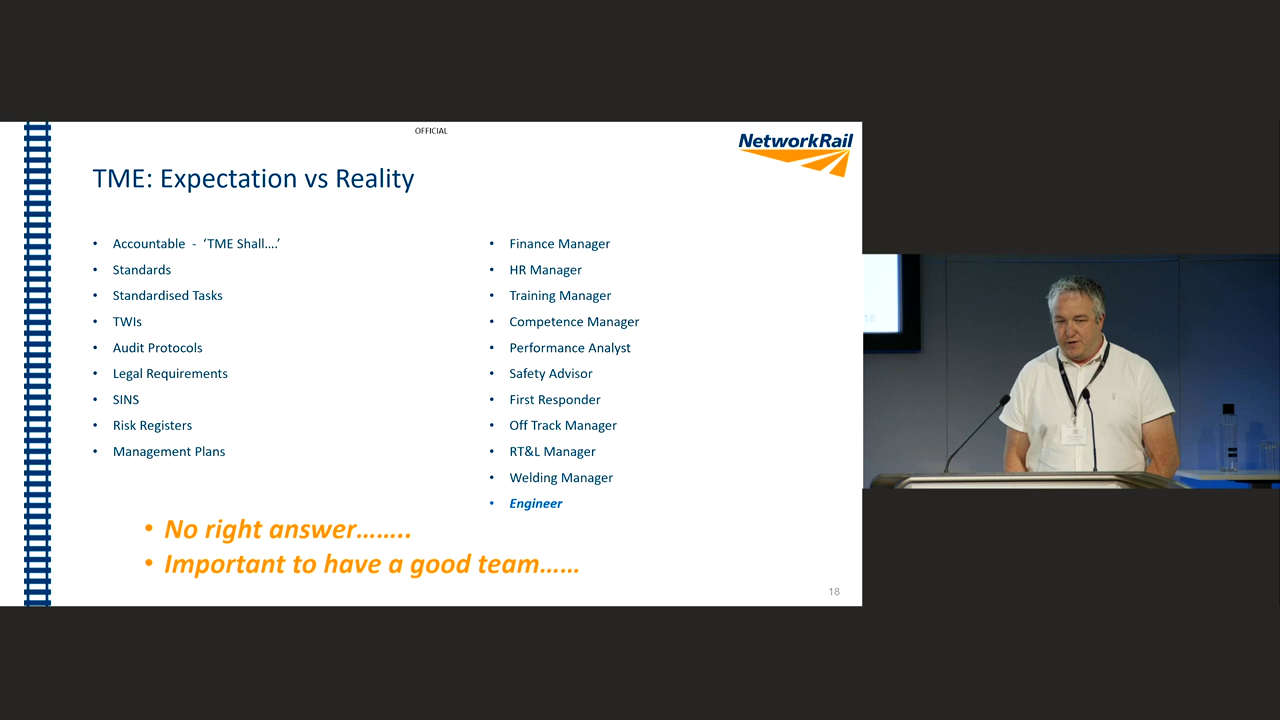 OFFICIAL
NetworkRail
TME: Expectation vs Reality
• Accountable - ‘TME Shall....’
• Standards
• Standardised Tasks
• TWIs
• Audit Protocols
• Legal Requirements
• SINS
• Risk Registers
• Management Plans
• Finance Manager
• HR Manager
• Training Manager
• Competence Manager
• Performance Analyst
• Safety Advisor
• First Responder
• Off Track Manager
• RT&L Manager
• Welding Manager
• Engineer
• No right answer……..
• Important to have a good team……
18
18